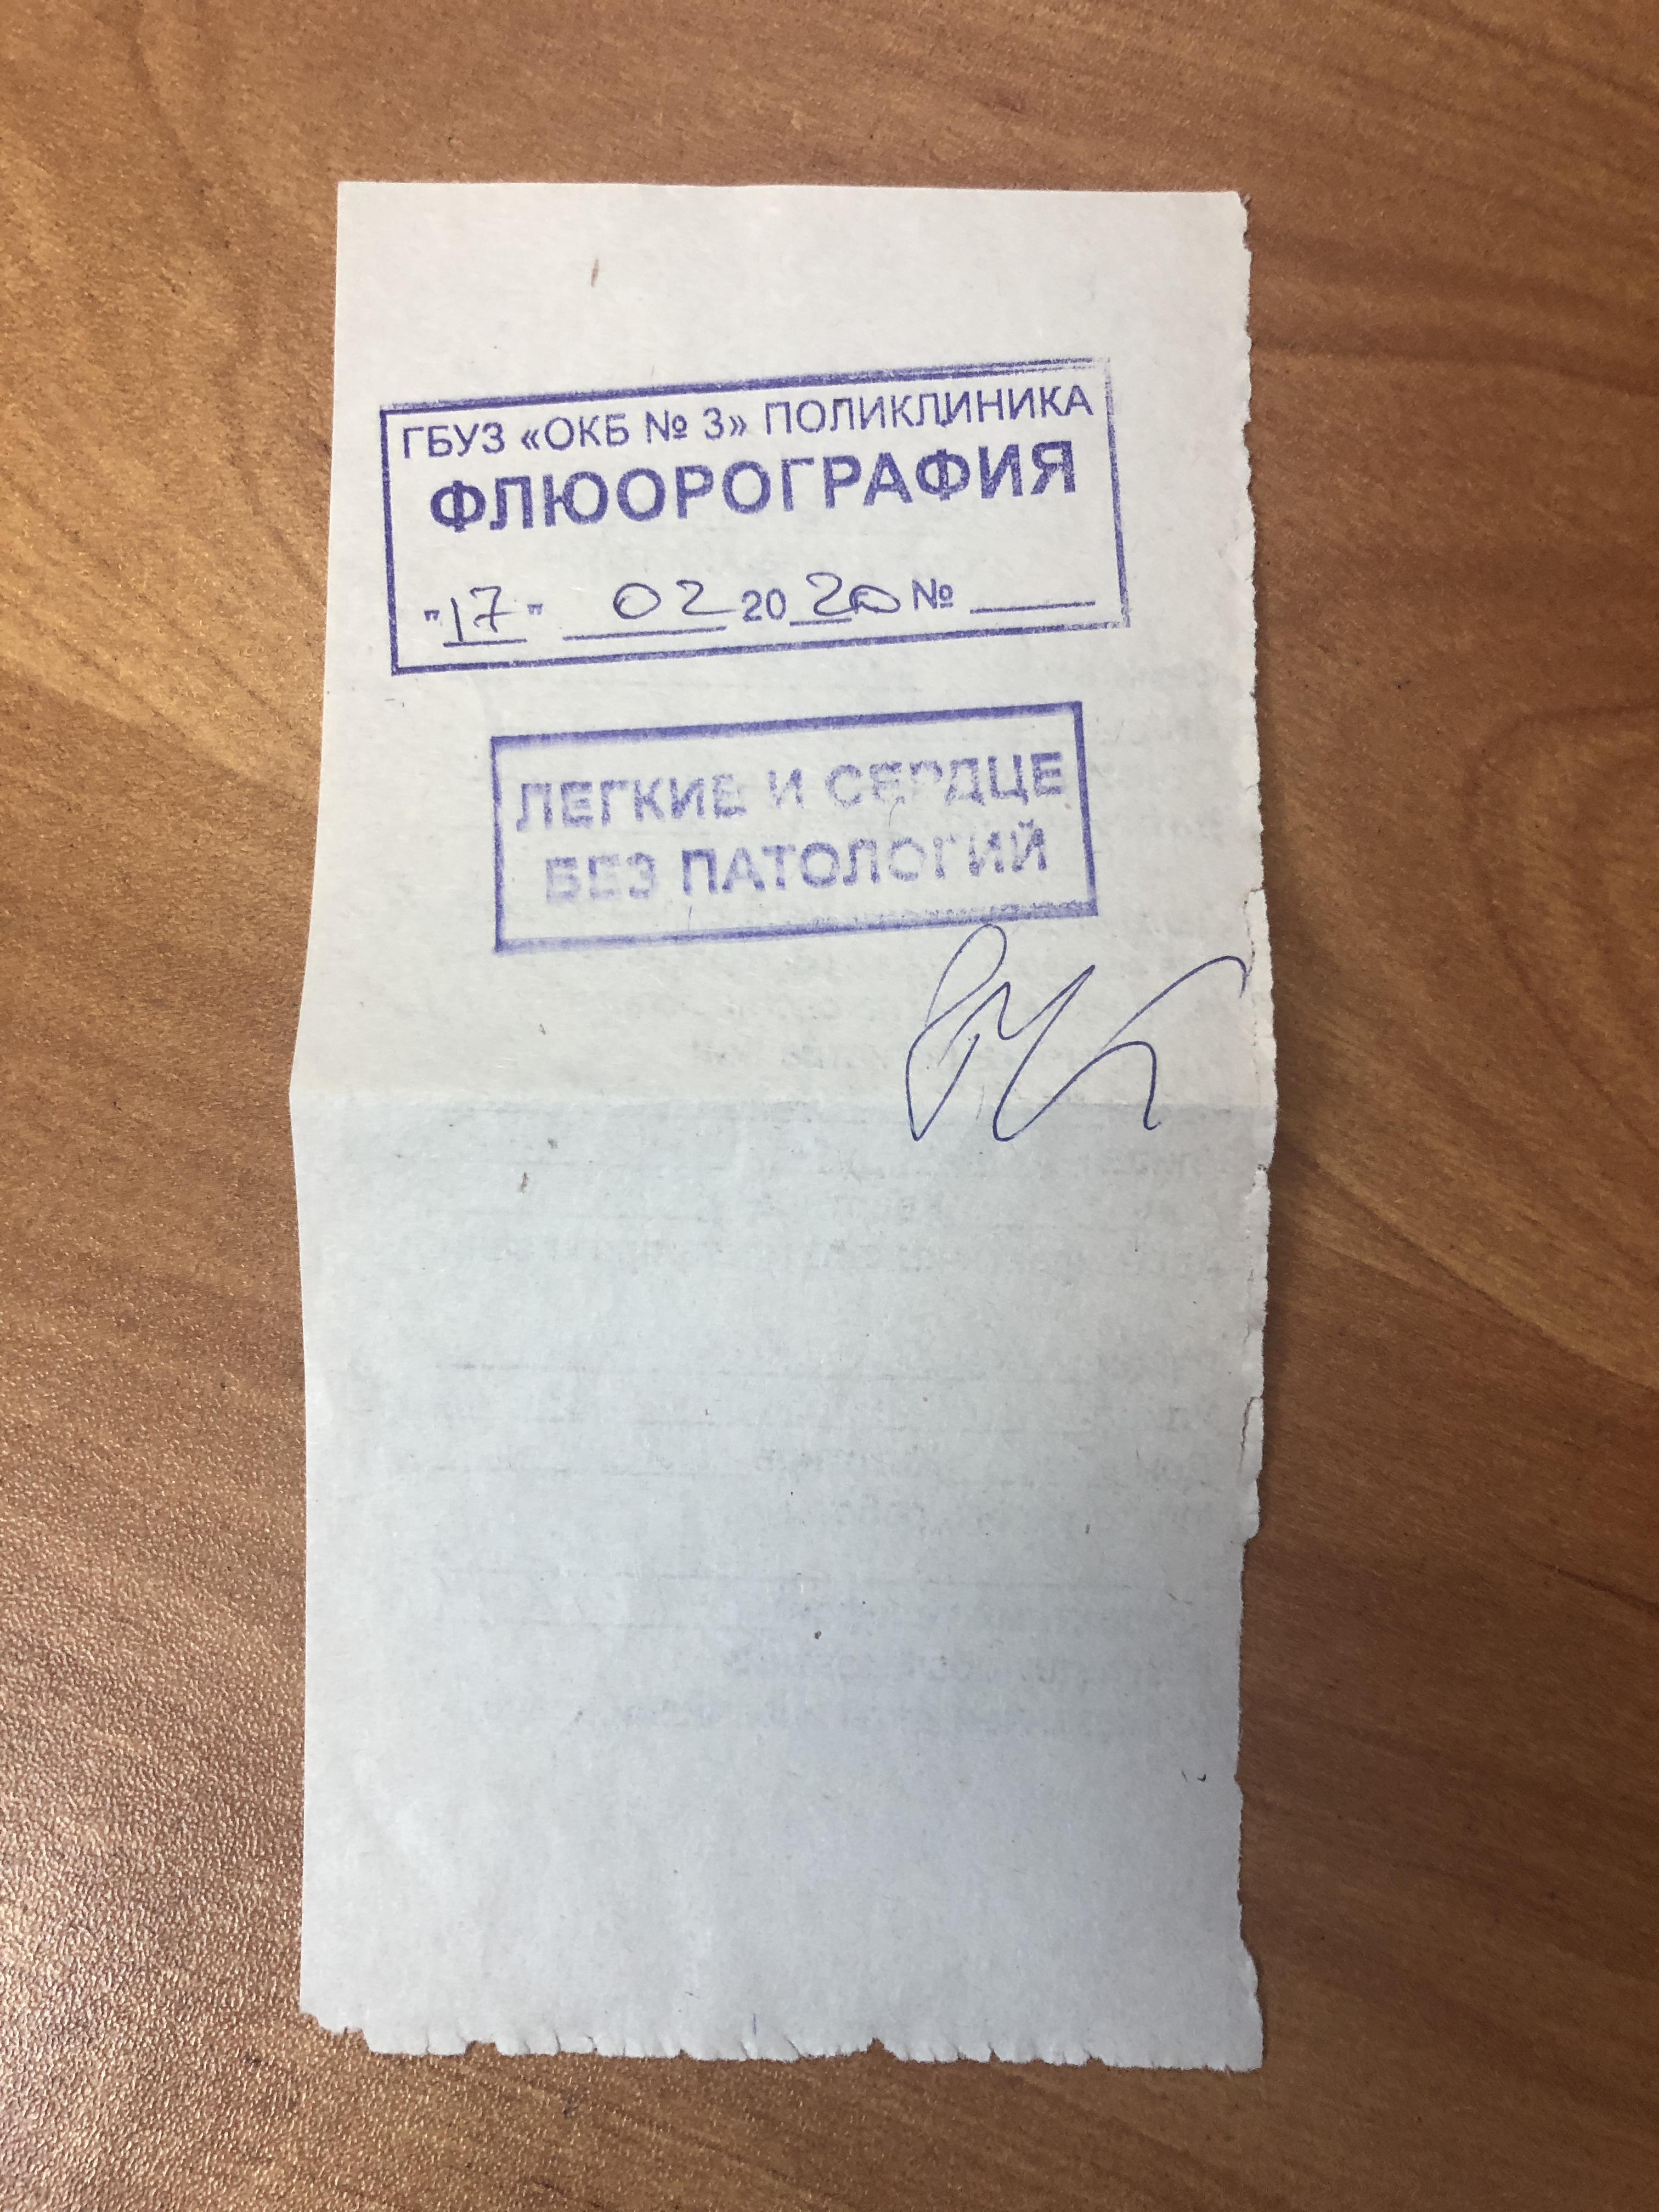 ГБУЗ «ОКБ № 3» ПОЛИКЛИНИКА
ФЛЮОРОГРАФИЯ
"17" 02 2020 №
ЛЕГКИЕ И СЕРДЦЕ
БЕЗ ПАТОЛОГИЙ